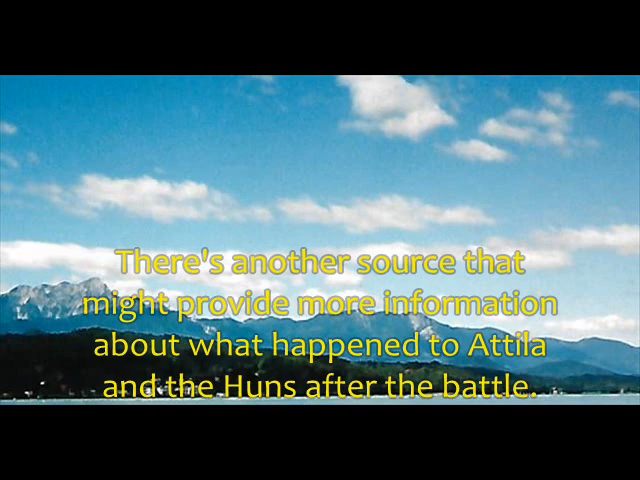 There's another source that
might provide more information
about what happened to Attila
and the Huns after the battle.